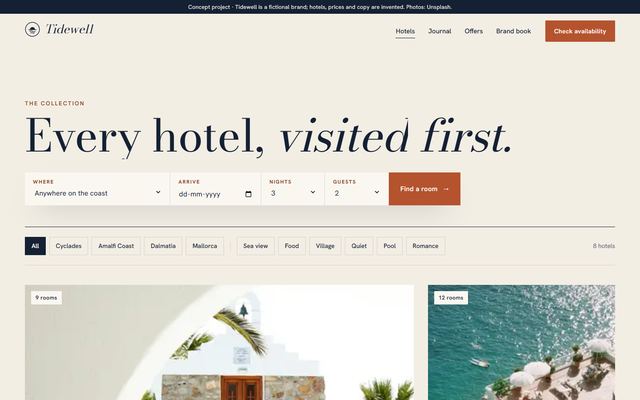 Concept project · Tidewell is a fictional brand; hotels, prices and copy are invented. Photos: Unsplash.
Tidewell
Hotels
Journal
Offers
Brand book
Check availability
THE COLLECTION
Every hotel, visited first.
WHERE
Anywhere on the coast
ARRIVE
dd-mm-yyyy
NIGHTS
3
GUESTS
2
Find a room →
All
Cyclades
Amalfi Coast
Dalmatia
Mallorca
Sea view
Food
Village
Quiet
Pool
Romance
8 hotels
9 rooms
12 rooms